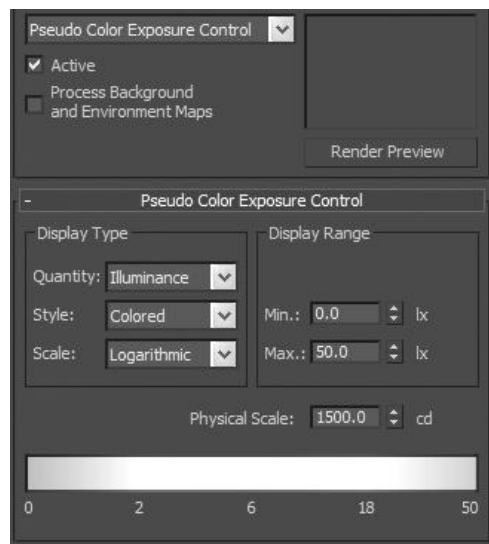 Pseudo Color Exposure Control
Active
Process Background
and Environment Maps
Render Preview
- Pseudo Color Exposure Control
Display Type
Quantity: Illuminance
Style: Colored
Scale: Logarithmic
Display Range
Min.: 0.0 lx
Max.: 50.0 lx
Physical Scale: 1500.0 cd
0 2 6 18 50